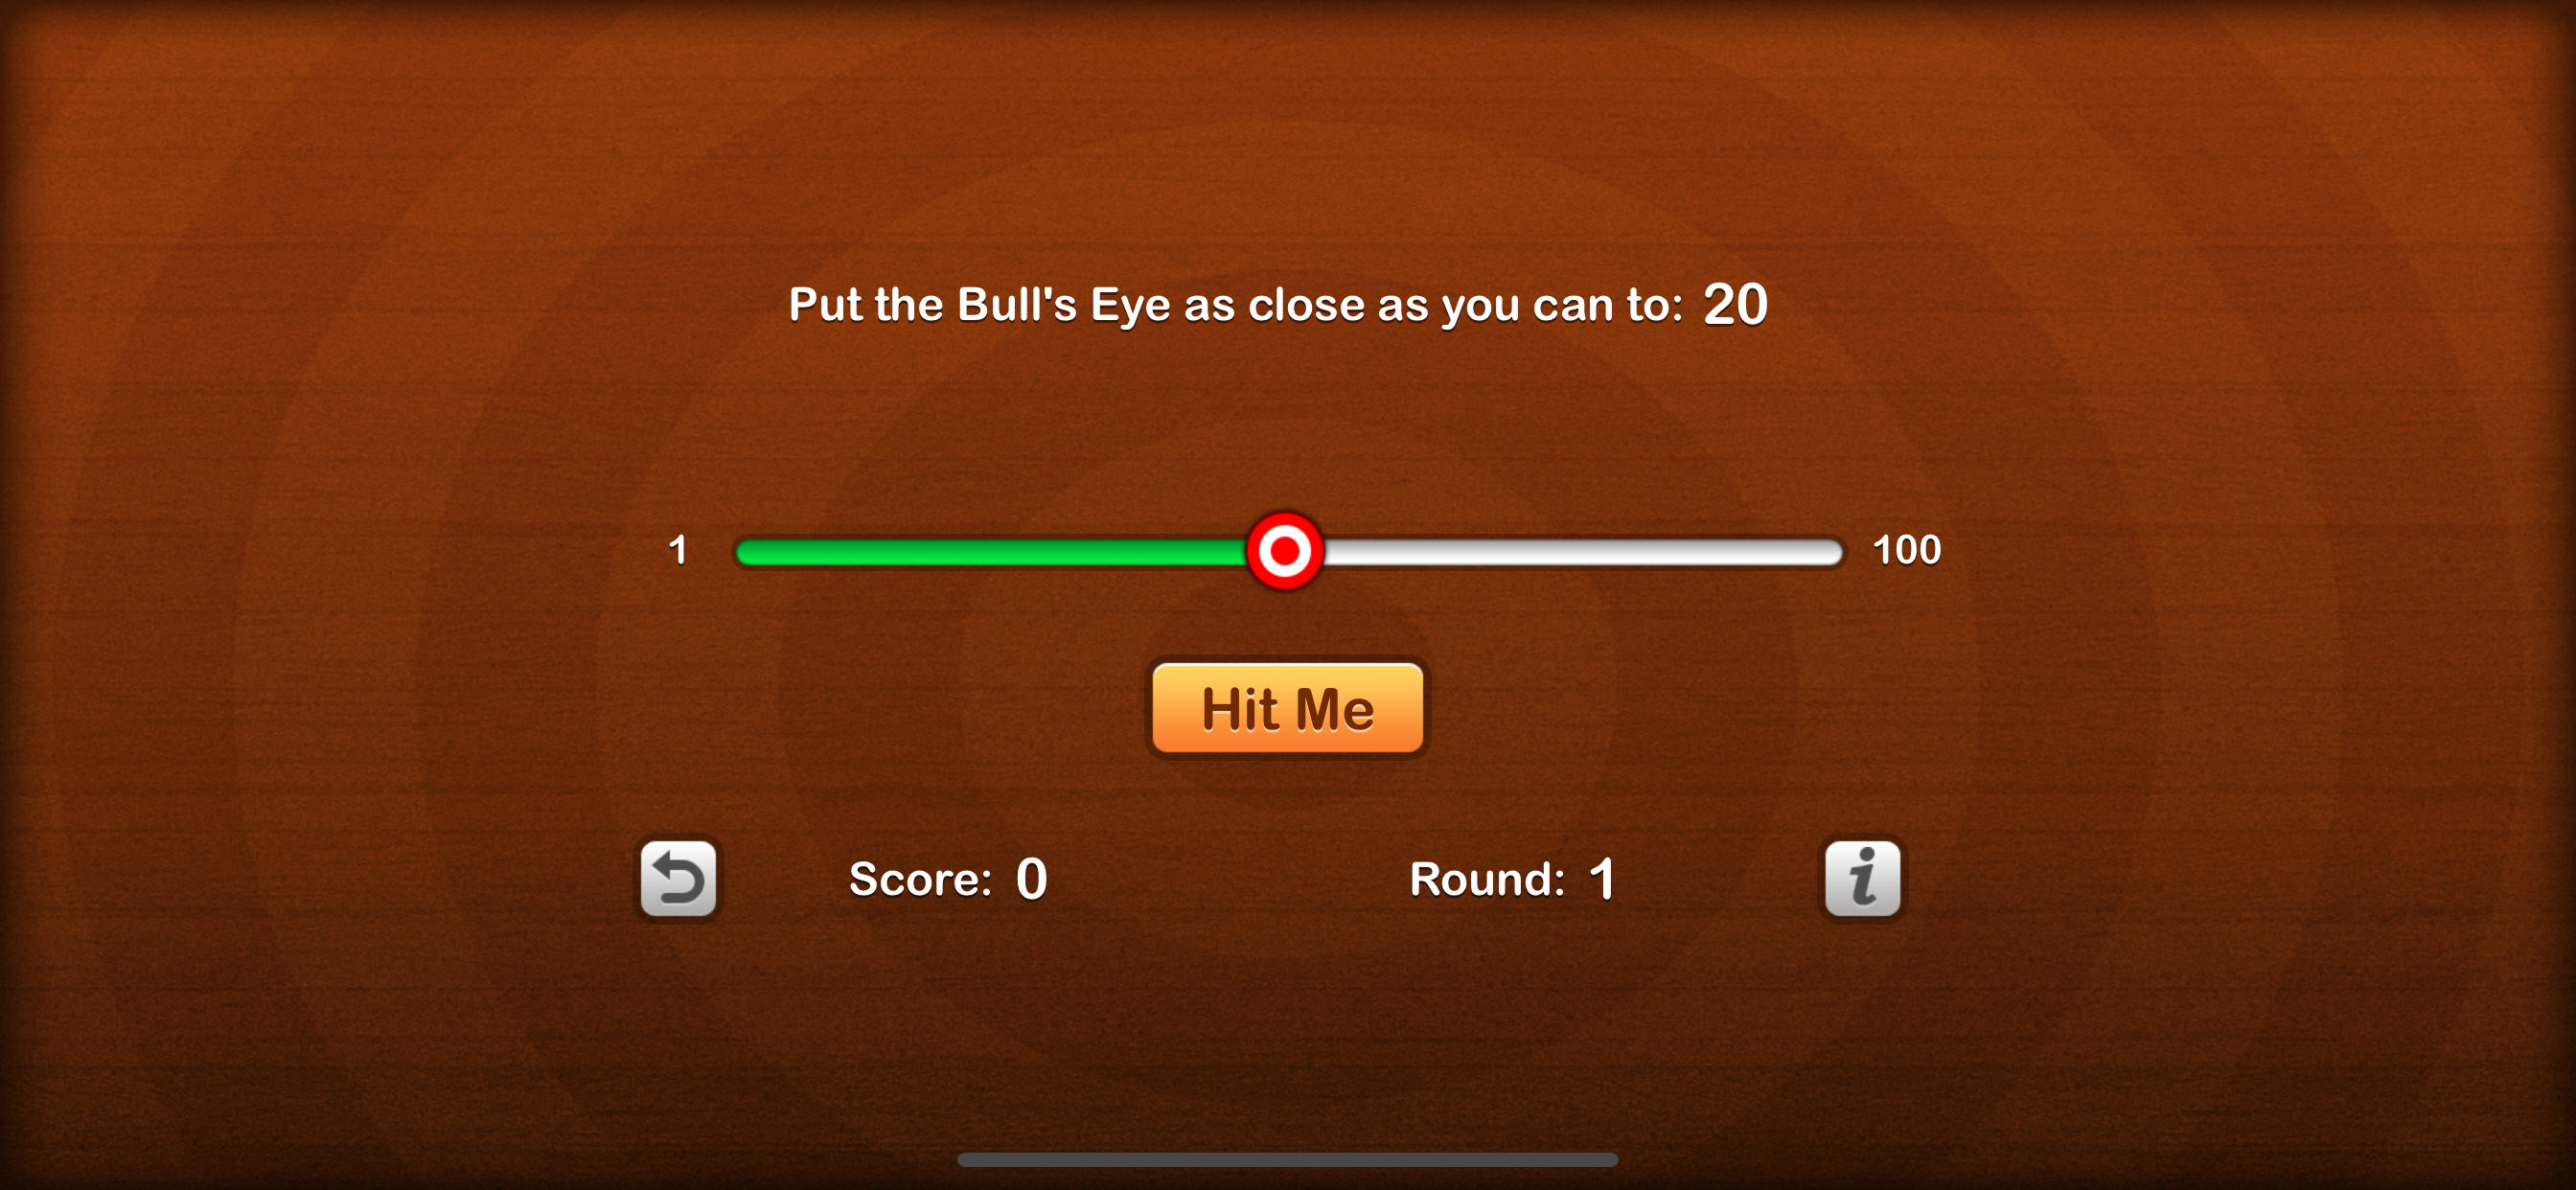 Put the Bull's Eye as close as you can to: 20
1 100
Hit Me
Score: 0 Round: 1 i